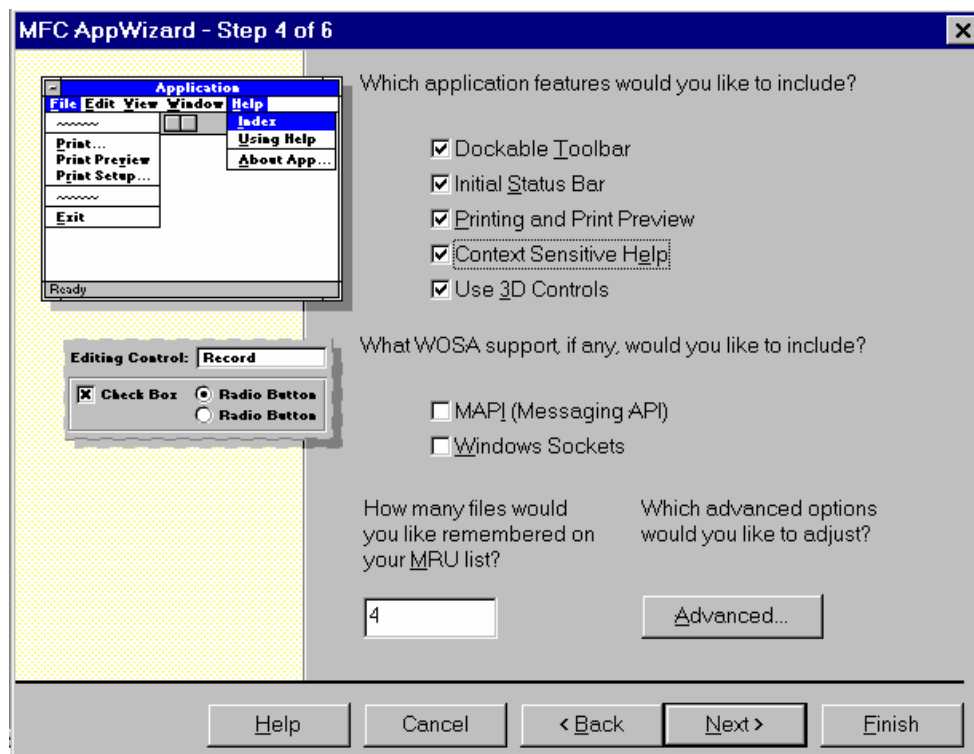 MFC AppWizard - Step 4 of 6
Application
File Edit View Window Help
Index
Using Help
About App...
Print...
Print Preview
Print Setup...
Exit
Ready
Editing Control: Record
Check Box Radio Button
Radio Button
Which application features would you like to include?
Dockable Toolbar
Initial Status Bar
Printing and Print Preview
Context Sensitive Help
Use 3D Controls
What WOSA support, if any, would you like to include?
MAPI (Messaging API)
Windows Sockets
How many files would
you like remembered on
your MRU list?
4
Which advanced options
would you like to adjust?
Advanced...
Help Cancel < Back Next > Finish